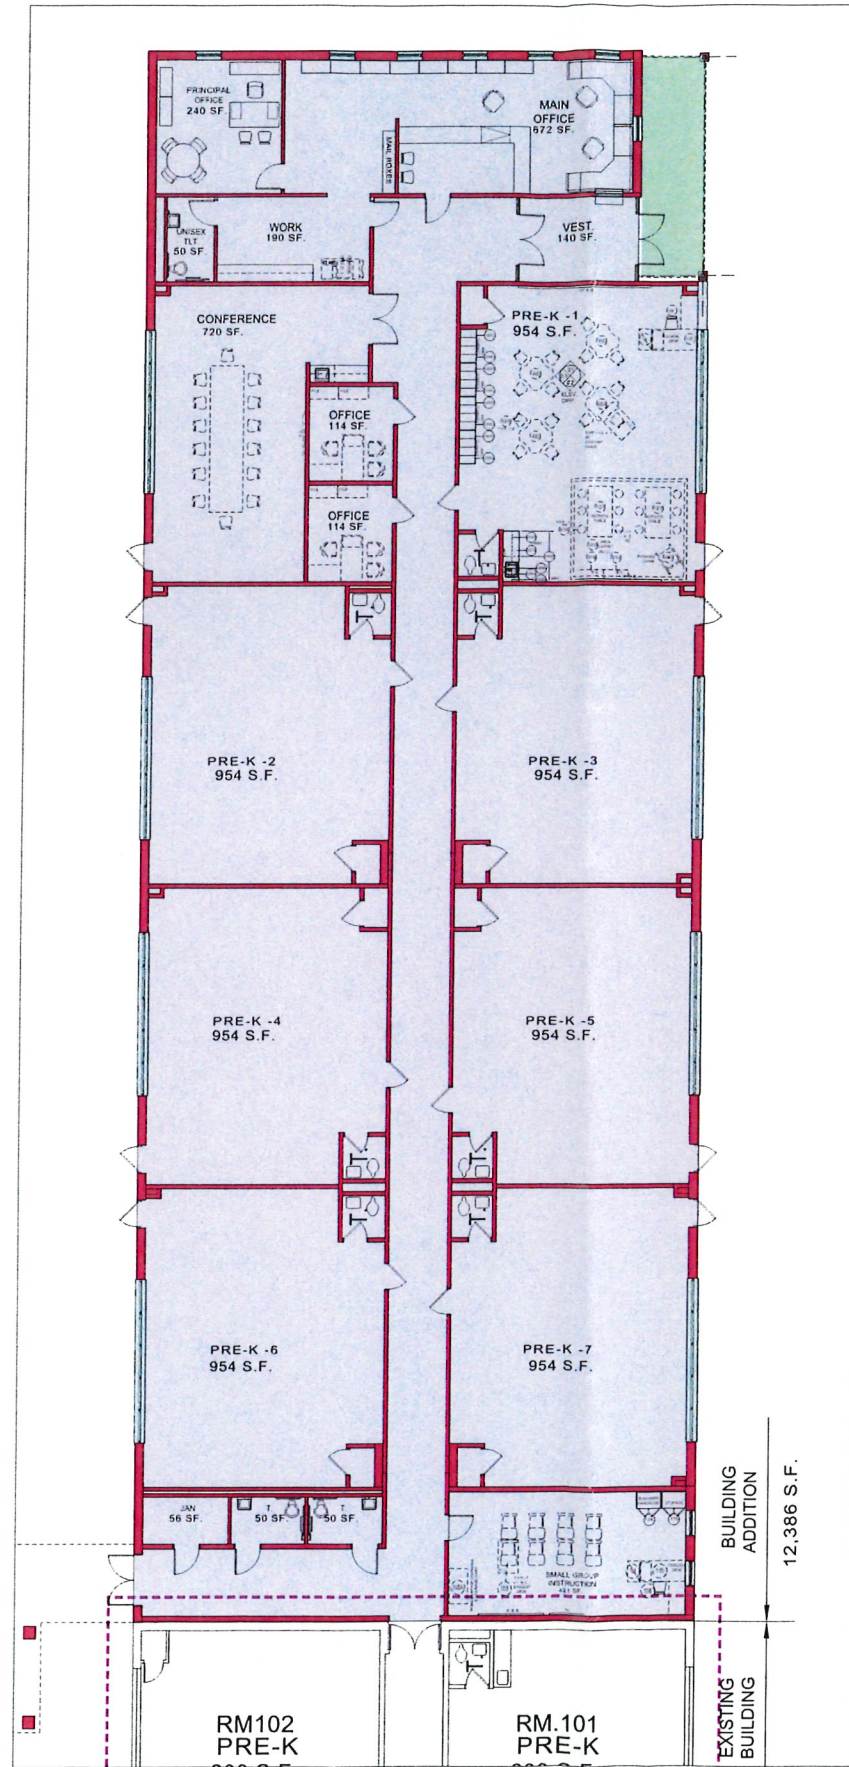 PRINCIPAL
OFFICE
240 SF.
MAIN
OFFICE
672 SF.
MAIL BOXES
UNISEX
TLT
50 SF.
WORK
190 SF.
VEST.
140 SF.
CONFERENCE
720 SF.
PRE-K -1
954 S.F.
OFFICE
114 SF.
OFFICE
114 SF.
PRE-K -2
954 S.F.
PRE-K -3
954 S.F.
PRE-K -4
954 S.F.
PRE-K -5
954 S.F.
PRE-K -6
954 S.F.
PRE-K -7
954 S.F.
JAN
56 SF.
T.
50 SF.
T.
50 SF.
SMALL GROUP
INSTRUCTION
BUILDING
ADDITION
12,386 S.F.
EXISTING
BUILDING
RM102
PRE-K
RM.101
PRE-K